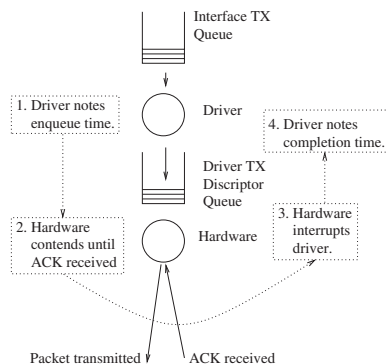 Interface TX
Queue
1. Driver notes
enqueue time.
Driver
4. Driver notes
completion time.
Driver TX
Discriptor
Queue
2. Hardware
contends until
ACK received
Hardware
3. Hardware
interrupts
driver.
Packet transmitted
ACK received